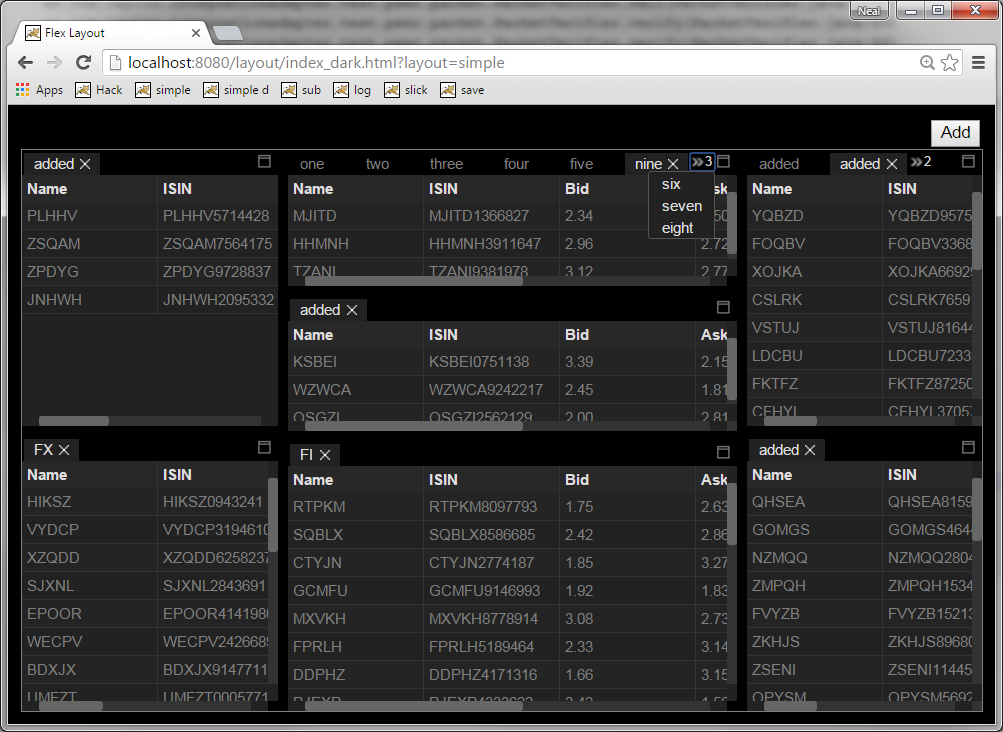 Neal
Flex Layout
localhost:8080/layout/index_dark.html?layout=simple
Apps Hack simple simple d sub log slick save
Add
added
Name ISIN
PLHHV PLHHV5714428
ZSQAM ZSQAM7564175
ZPDYG ZPDYG9728837
JNHWH JNHWH2095332
one two three four five nine 3
six
seven
eight
Name ISIN Bid Ask
MJITD MJITD1366827 2.34
HHMNH HHMNH3911647 2.96 2.72
TZANI TZANI9381978 3.12 2.77
added added 2
Name ISIN
YQBZD YQBZD9575
FOQBV FOQBV3368
XOJKA XOJKA66929
CSLRK CSLRK7659
VSTUJ VSTUJ81644
LDCBU LDCBU7233
FKTFZ FKTFZ87250
CFHYL CFHYL37057
added
Name ISIN Bid Ask
KSBEI KSBEI0751138 3.39 2.15
WZWCA WZWCA9242217 2.45 1.81
QSGZL QSGZL2562129 2.00 2.81
FX
Name ISIN
HIKSZ HIKSZ0943241
VYDCP VYDCP3194610
XZQDD XZQDD6258237
SJXNL SJXNL2843691
EPOOR EPOOR4141980
WECPV WECPV2426689
BDXJX BDXJX9147711
UMFZT UMFZT0005771
FI
Name ISIN Bid Ask
RTPKM RTPKM8097793 1.75 2.63
SQBLX SQBLX8586685 2.42 2.86
CTYJN CTYJN2774187 1.85 3.27
GCMFU GCMFU9146993 1.92 1.83
MXVKH MXVKH8778914 3.08 2.73
FPRLH FPRLH5189464 2.33 3.14
DDPHZ DDPHZ4171316 1.66 3.15
added
Name ISIN
QHSEA QHSEA8159
GOMGS GOMGS4644
NZMQQ NZMQQ2804
ZMPQH ZMPQH1534
FVYZB FVYZB15213
ZKHJS ZKHJS89680
ZSENI ZSENI11445
OPYSM OPYSM5692